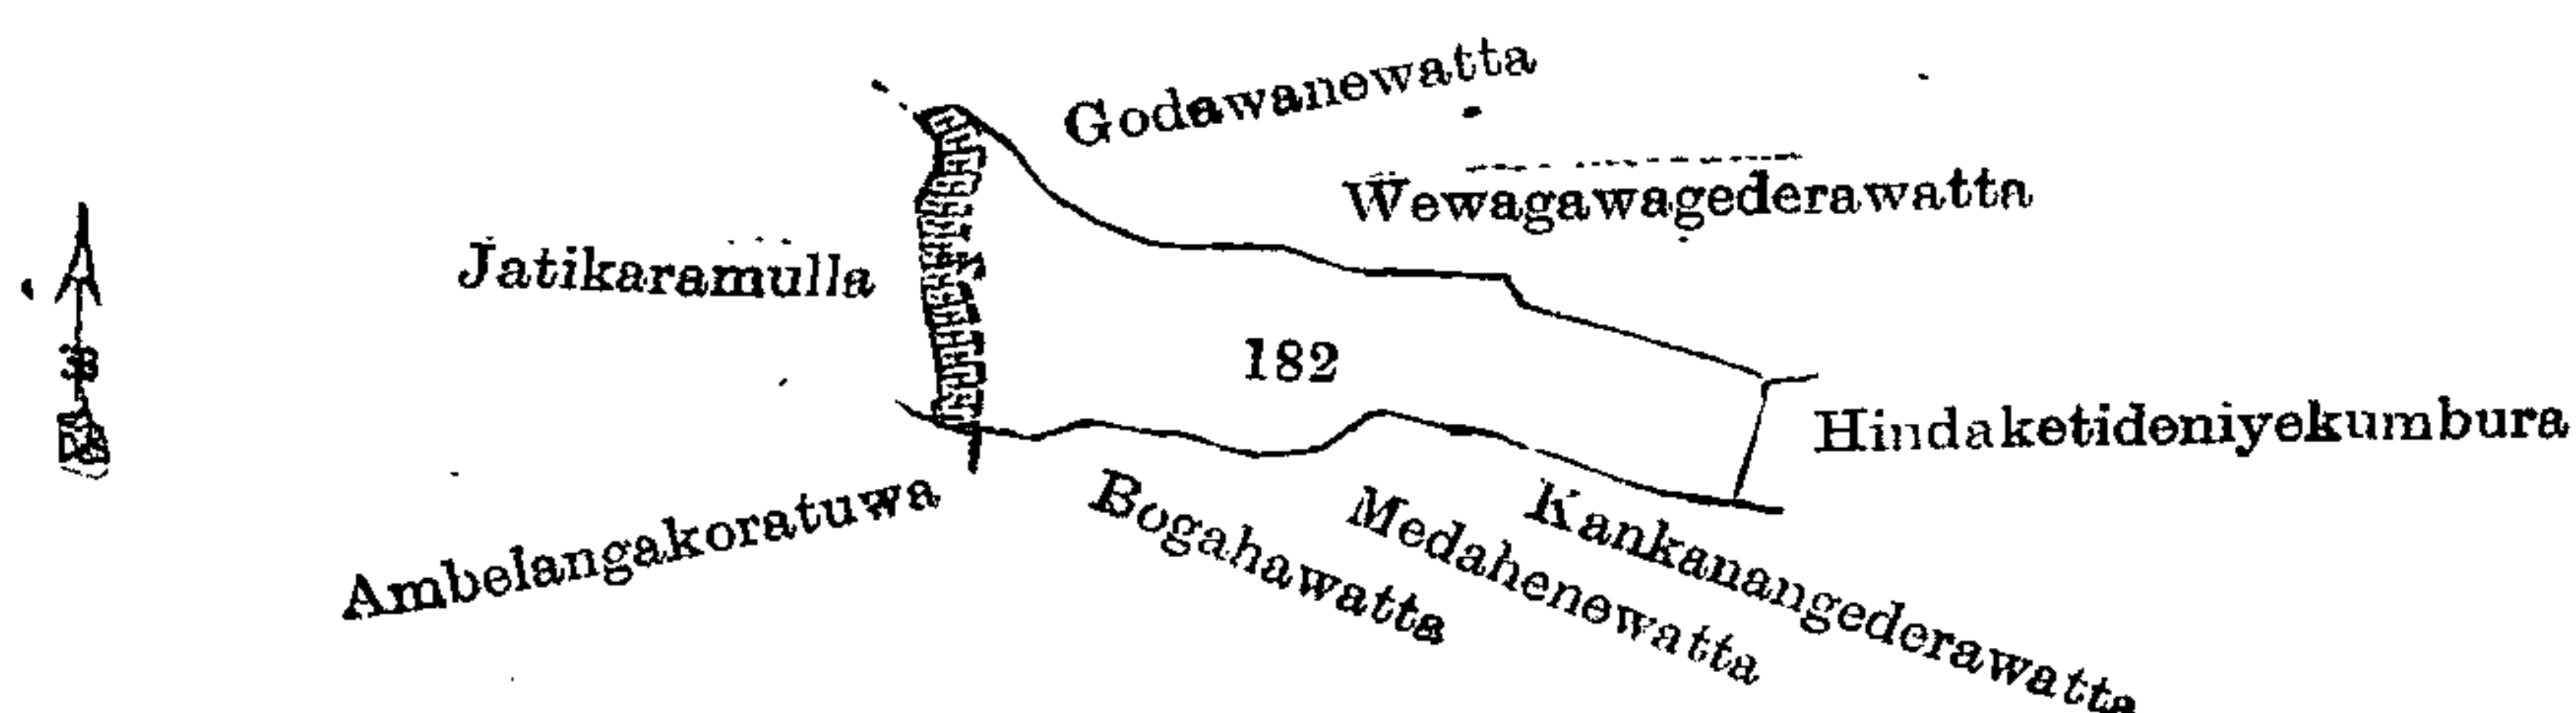 Godawanewatta
Wewagawagederawatta
Jatikaramulla
182
Hindaketideniyekumbura
Ambelangakoratuwa
Bogahawatta
Medahenewatta
Kankanangederawatta